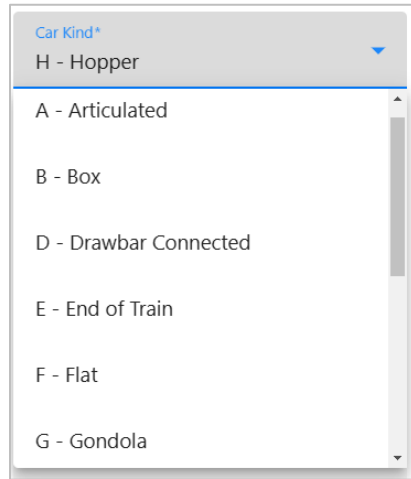 Car Kind*
H - Hopper
A - Articulated
B - Box
D - Drawbar Connected
E - End of Train
F - Flat
G - Gondola